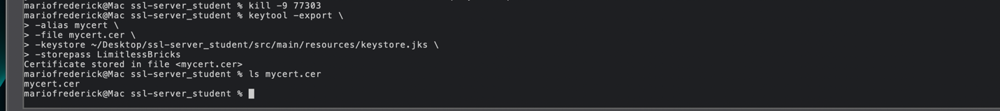 mariofrederick@Mac ssl-server_student % kill -9 77303
mariofrederick@Mac ssl-server_student % keytool -export \
> -alias mycert \
> -file mycert.cer \
> -keystore ~/Desktop/ssl-server_student/src/main/resources/keystore.jks \
> -storepass LimitlessBricks
Certificate stored in file <mycert.cer>
mariofrederick@Mac ssl-server_student % ls mycert.cer
mycert.cer
mariofrederick@Mac ssl-server_student %